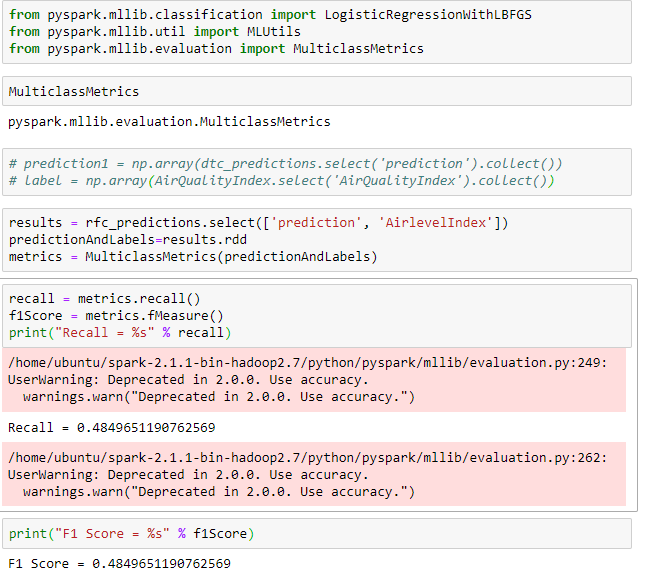 from pyspark.mllib.classification import LogisticRegressionWithLBFGS
from pyspark.mllib.util import MLUtils
from pyspark.mllib.evaluation import MulticlassMetrics
MulticlassMetrics
pyspark.mllib.evaluation.MulticlassMetrics
# prediction1 = np.array(dtc_predictions.select('prediction').collect())
# label = np.array(AirQualityIndex.select('AirQualityIndex').collect())
results = rfc_predictions.select(['prediction', 'AirlevelIndex'])
predictionAndLabels=results.rdd
metrics = MulticlassMetrics(predictionAndLabels)
recall = metrics.recall()
f1Score = metrics.fMeasure()
print("Recall = %s" % recall)
/home/ubuntu/spark-2.1.1-bin-hadoop2.7/python/pyspark/mllib/evaluation.py:249:
UserWarning: Deprecated in 2.0.0. Use accuracy.
  warnings.warn("Deprecated in 2.0.0. Use accuracy.")
Recall = 0.4849651190762569
/home/ubuntu/spark-2.1.1-bin-hadoop2.7/python/pyspark/mllib/evaluation.py:262:
UserWarning: Deprecated in 2.0.0. Use accuracy.
  warnings.warn("Deprecated in 2.0.0. Use accuracy.")
print("F1 Score = %s" % f1Score)
F1 Score = 0.4849651190762569